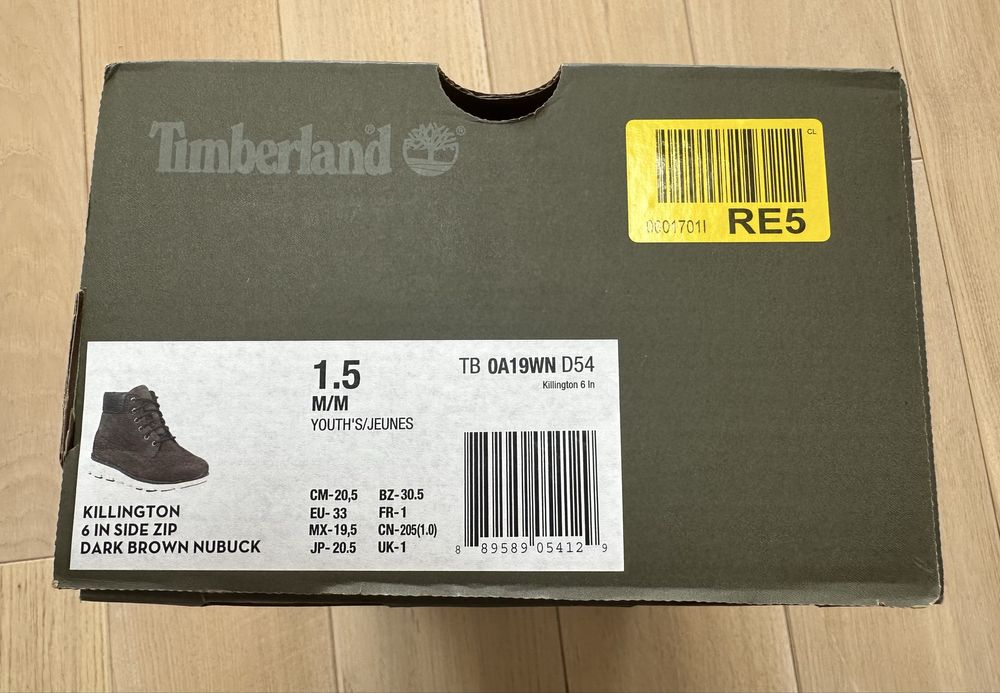 Timberland®
®
CL
0001701I RE5
1.5
M/M
YOUTH'S/JEUNES
TB 0A19WN D54
Killington 6 In
KILLINGTON
6 IN SIDE ZIP
DARK BROWN NUBUCK
CM-20,5 BZ-30.5
EU- 33 FR-1
MX-19,5 CN-205(1.0)
JP- 20.5 UK-1
8 89589 05412 9